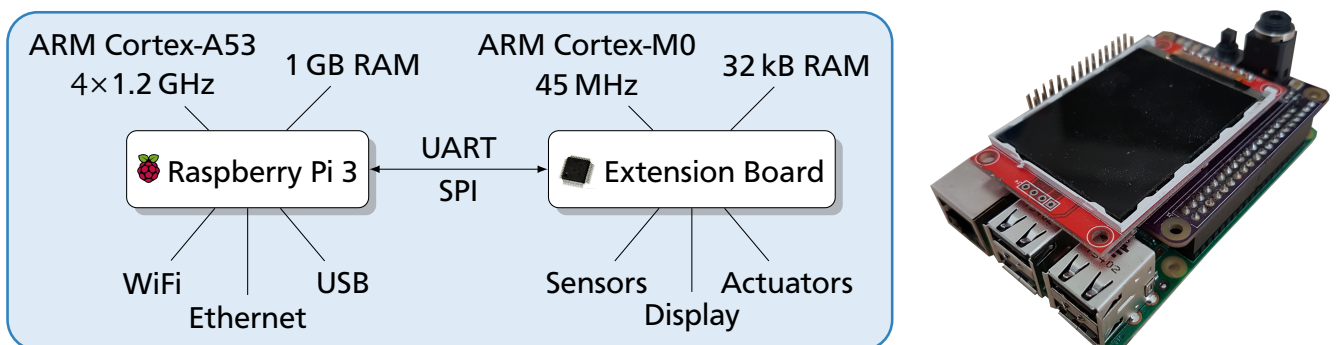 ARM Cortex-A53
4×1.2 GHz
1 GB RAM
ARM Cortex-M0
45 MHz
32 kB RAM
Raspberry Pi 3
UART
SPI
Extension Board
WiFi
Ethernet
USB
Sensors
Display
Actuators